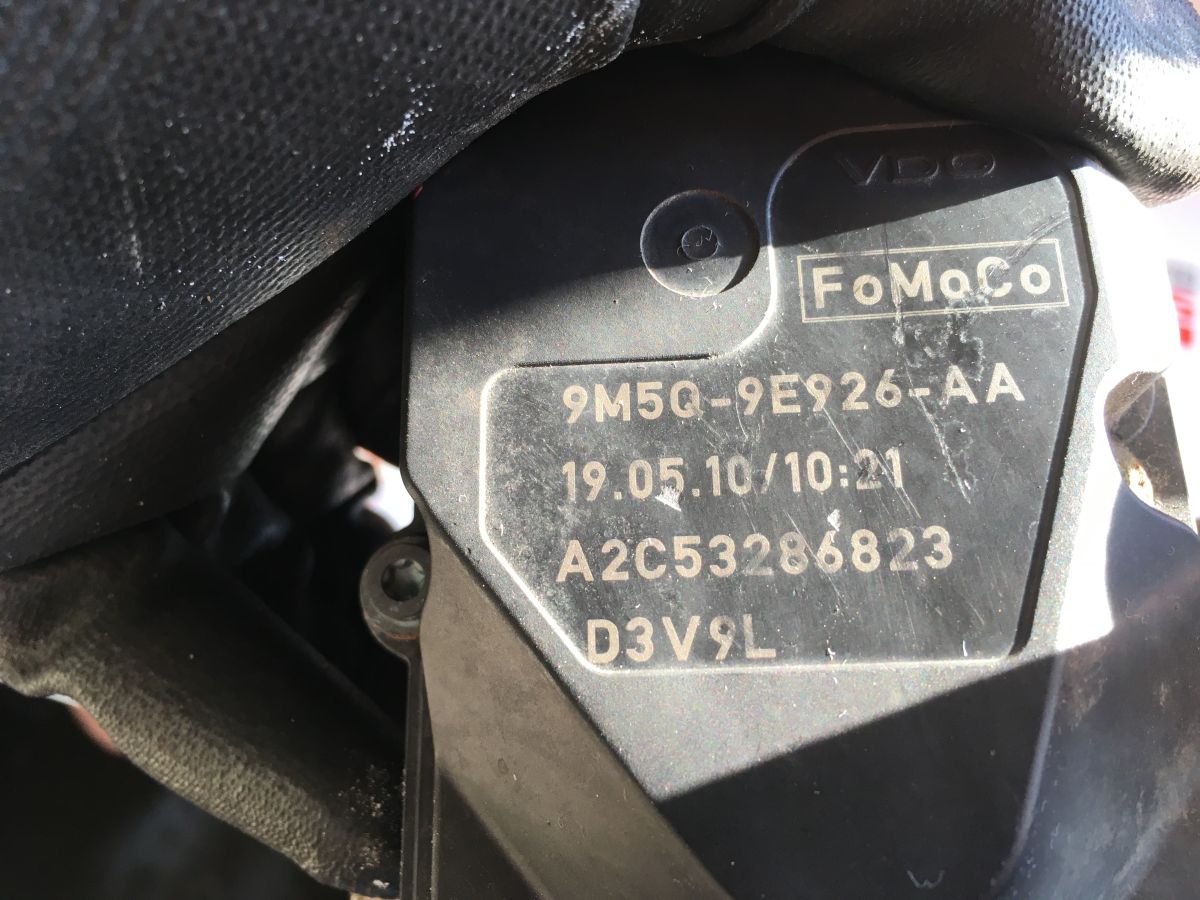 VDO
FoMoCo
9M5Q-9E926-AA
19.05.10/10:21
A2C53286823
D3V9L
W